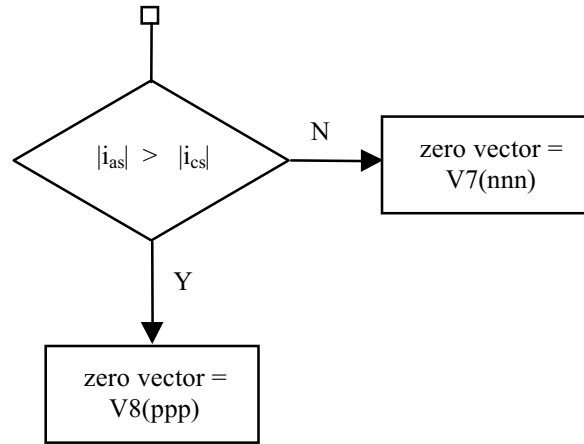 |ias| > |ics|
N
zero vector =
V7(nnn)
Y
zero vector =
V8(ppp)